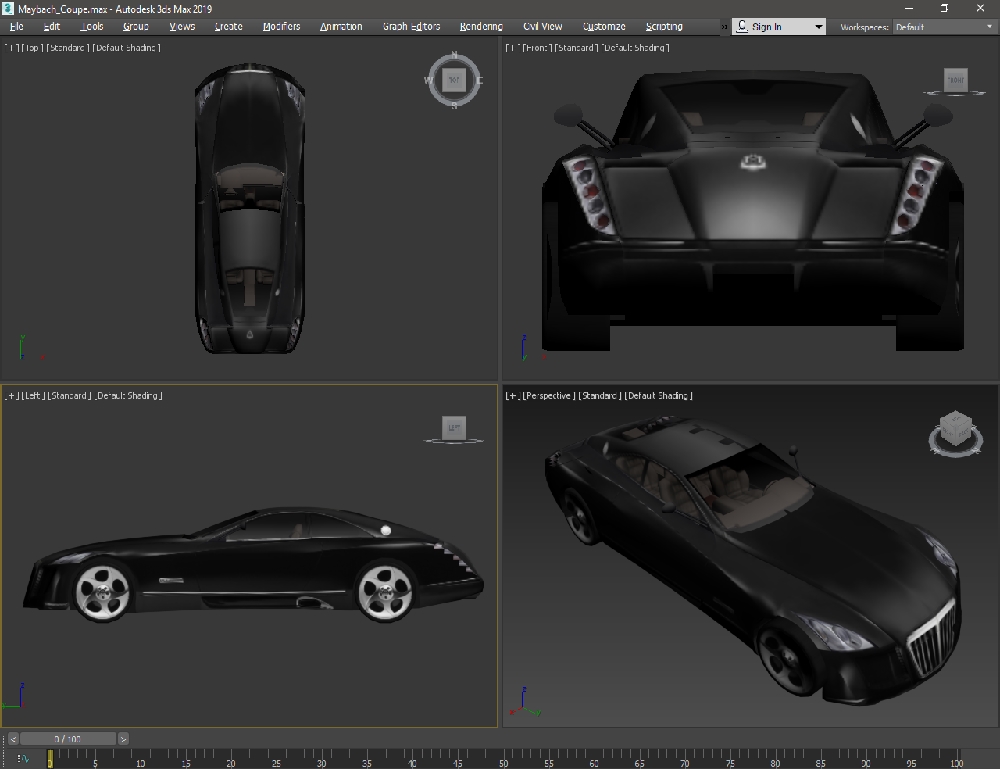 Maybach_Coupe.max - Autodesk 3ds Max 2019
File Edit Tools Group Views Create Modifiers Animation Graph Editors Rendering Civil View Customize Scripting » Sign In Workspaces: Default
[+] [Top] [Standard] [Default Shading]
N
W TOP E
S
[+] [Front] [Standard] [Default Shading]
FRONT
z
[+] [Left] [Standard] [Default Shading]
LEFT
z
[+] [Perspective] [Standard] [Default Shading]
z
< 0 / 100 >
0 5 10 15 20 25 30 35 40 45 50 55 60 65 70 75 80 85 90 95 100